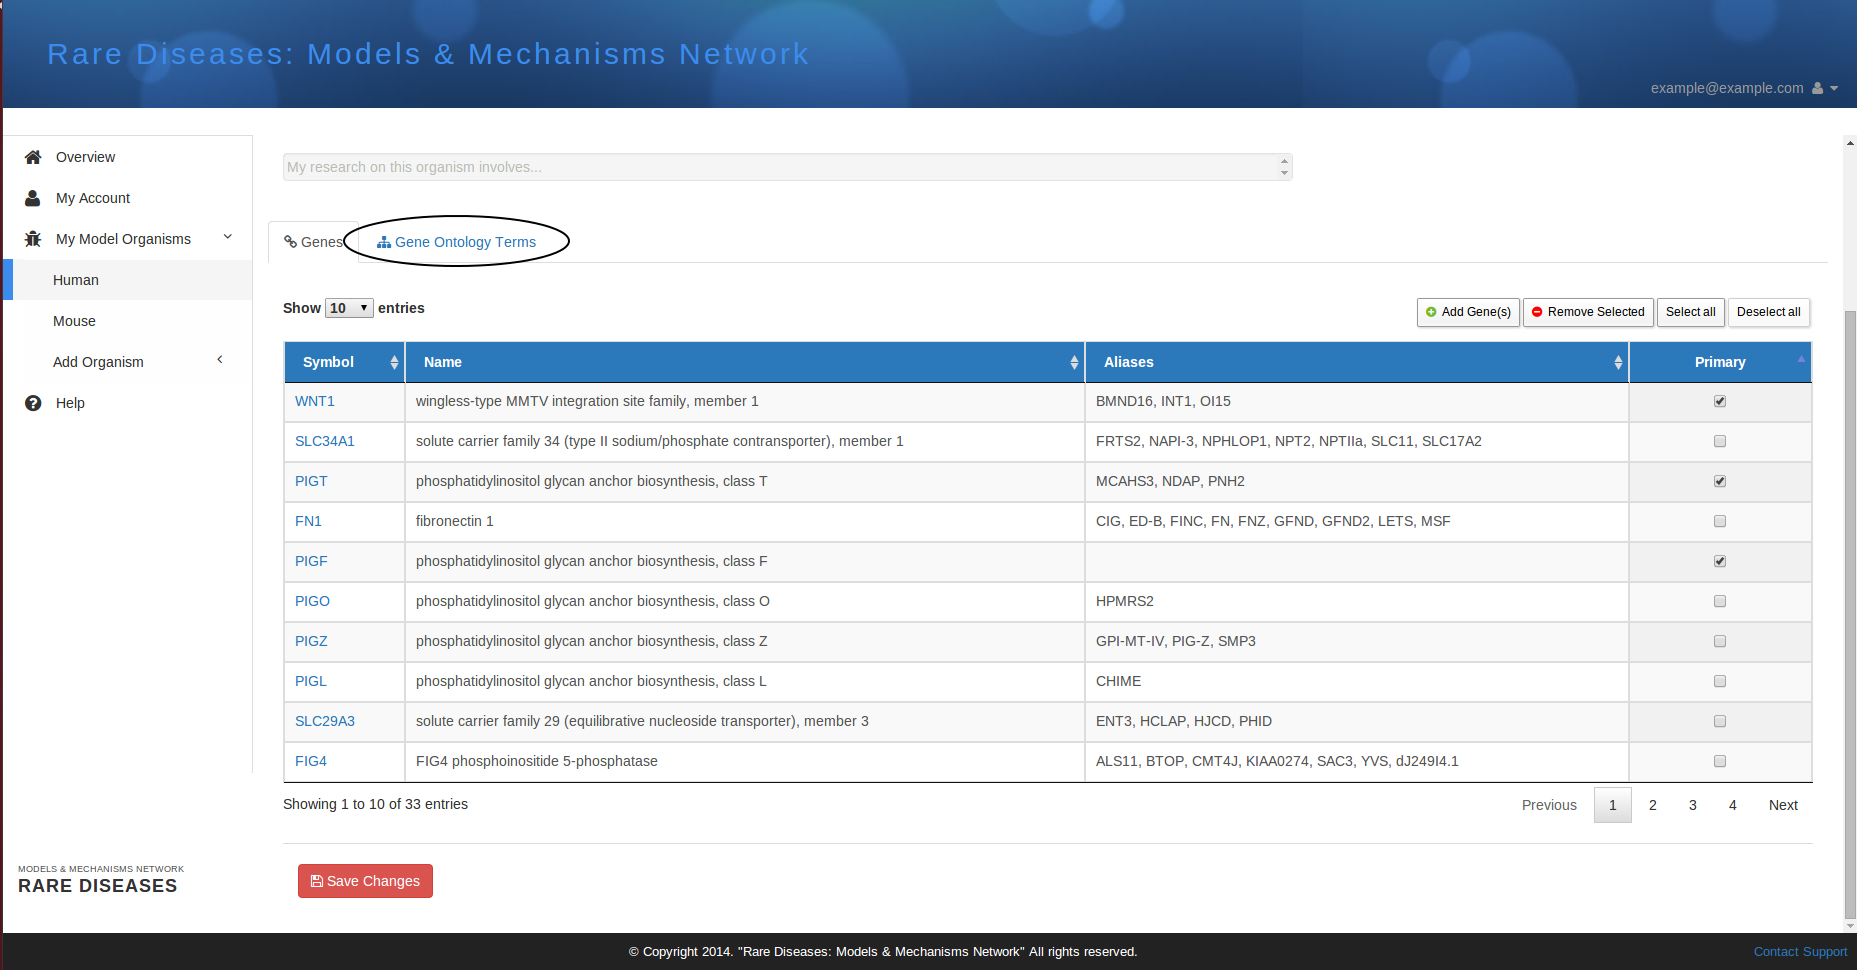 Rare Diseases: Models & Mechanisms Network
example@example.com
Overview
My Account
My Model Organisms
Human
Mouse
Add Organism
Help
MODELS & MECHANISMS NETWORK
RARE DISEASES
My research on this organism involves...
Genes Gene Ontology Terms
Show 10 entries
Add Gene(s) Remove Selected Select all Deselect all
Symbol Name Aliases Primary
WNT1 wingless-type MMTV integration site family, member 1 BMND16, INT1, OI15
SLC34A1 solute carrier family 34 (type II sodium/phosphate contransporter), member 1 FRTS2, NAPI-3, NPHLOP1, NPT2, NPTIIa, SLC11, SLC17A2
PIGT phosphatidylinositol glycan anchor biosynthesis, class T MCAHS3, NDAP, PNH2
FN1 fibronectin 1 CIG, ED-B, FINC, FN, FNZ, GFND, GFND2, LETS, MSF
PIGF phosphatidylinositol glycan anchor biosynthesis, class F
PIGO phosphatidylinositol glycan anchor biosynthesis, class O HPMRS2
PIGZ phosphatidylinositol glycan anchor biosynthesis, class Z GPI-MT-IV, PIG-Z, SMP3
PIGL phosphatidylinositol glycan anchor biosynthesis, class L CHIME
SLC29A3 solute carrier family 29 (equilibrative nucleoside transporter), member 3 ENT3, HCLAP, HJCD, PHID
FIG4 FIG4 phosphoinositide 5-phosphatase ALS11, BTOP, CMT4J, KIAA0274, SAC3, YVS, dJ249I4.1
Showing 1 to 10 of 33 entries
Previous 1 2 3 4 Next
Save Changes
© Copyright 2014. "Rare Diseases: Models & Mechanisms Network" All rights reserved.
Contact Support